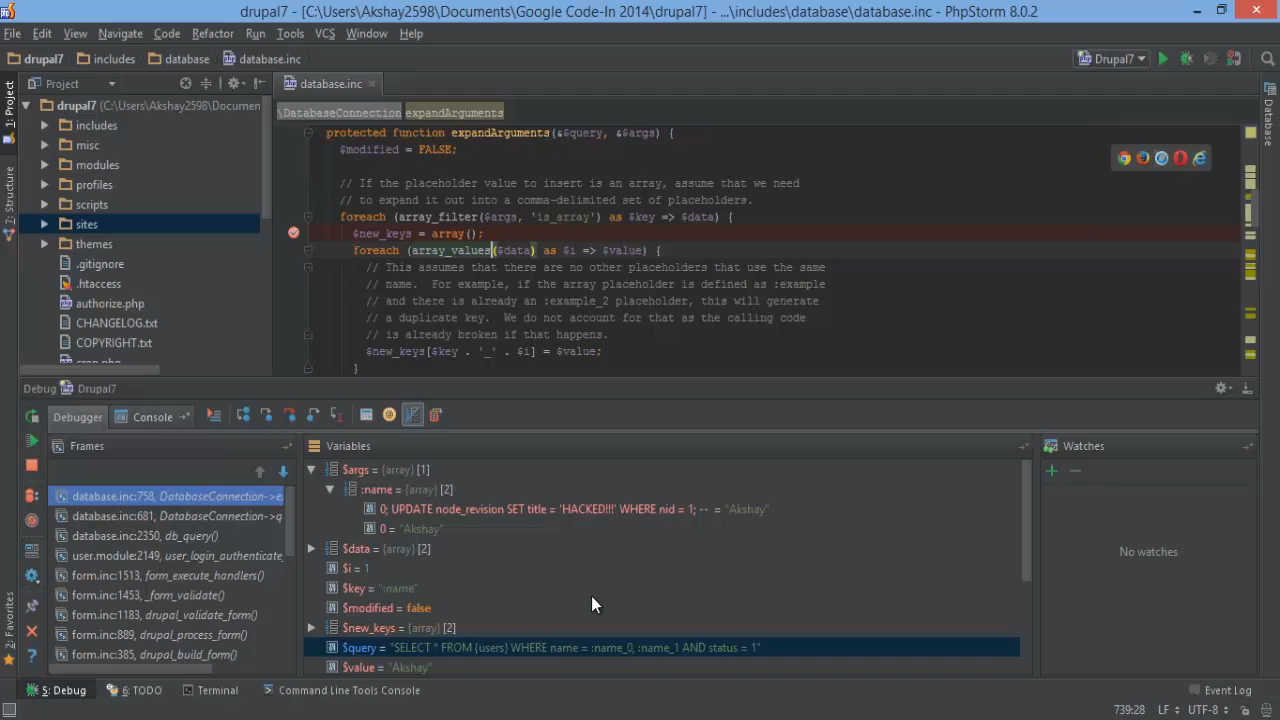 drupal7 - [C:\Users\Akshay2598\Documents\Google Code-In 2014\drupal7] - ...\includes\database\database.inc - PhpStorm 8.0.2
File Edit View Navigate Code Refactor Run Tools VCS Window Help
drupal7 includes database database.inc Drupal7
1: Project
7: Structure
2: Favorites
Database
Project
drupal7 (C:\Users\Akshay2598\Documen
includes
misc
modules
profiles
scripts
sites
themes
.gitignore
.htaccess
authorize.php
CHANGELOG.txt
COPYRIGHT.txt
cron.php
database.inc
\DatabaseConnection expandArguments
protected function expandArguments(&$query, &$args) {
$modified = FALSE;
// If the placeholder value to insert is an array, assume that we need
// to expand it out into a comma-delimited set of placeholders.
foreach (array_filter($args, 'is_array') as $key => $data) {
$new_keys = array();
foreach (array_values($data) as $i => $value) {
// This assumes that there are no other placeholders that use the same
// name.  For example, if the array placeholder is defined as :example
// and there is already an :example_2 placeholder, this will generate
// a duplicate key.  We do not account for that as the calling code
// is already broken if that happens.
$new_keys[$key . '_' . $i] = $value;
}
Debug Drupal7
Debugger Console
Frames
database.inc:758, DatabaseConnection->e
database.inc:681, DatabaseConnection->q
database.inc:2350, db_query()
user.module:2149, user_login_authenticate
form.inc:1513, form_execute_handlers()
form.inc:1453, _form_validate()
form.inc:1183, drupal_validate_form()
form.inc:889, drupal_process_form()
form.inc:385, drupal_build_form()
Variables
$args = {array} [1]
:name = {array} [2]
0; UPDATE node_revision SET title = 'HACKED!!!' WHERE nid = 1; -- = "Akshay"
0 = "Akshay"
$data = {array} [2]
$i = 1
$key = ":name"
$modified = false
$new_keys = {array} [2]
$query = "SELECT * FROM {users} WHERE name = :name_0, :name_1 AND status = 1"
$value = "Akshay"
Watches
No watches
5: Debug 6: TODO Terminal Command Line Tools Console Event Log
739:28 LF UTF-8